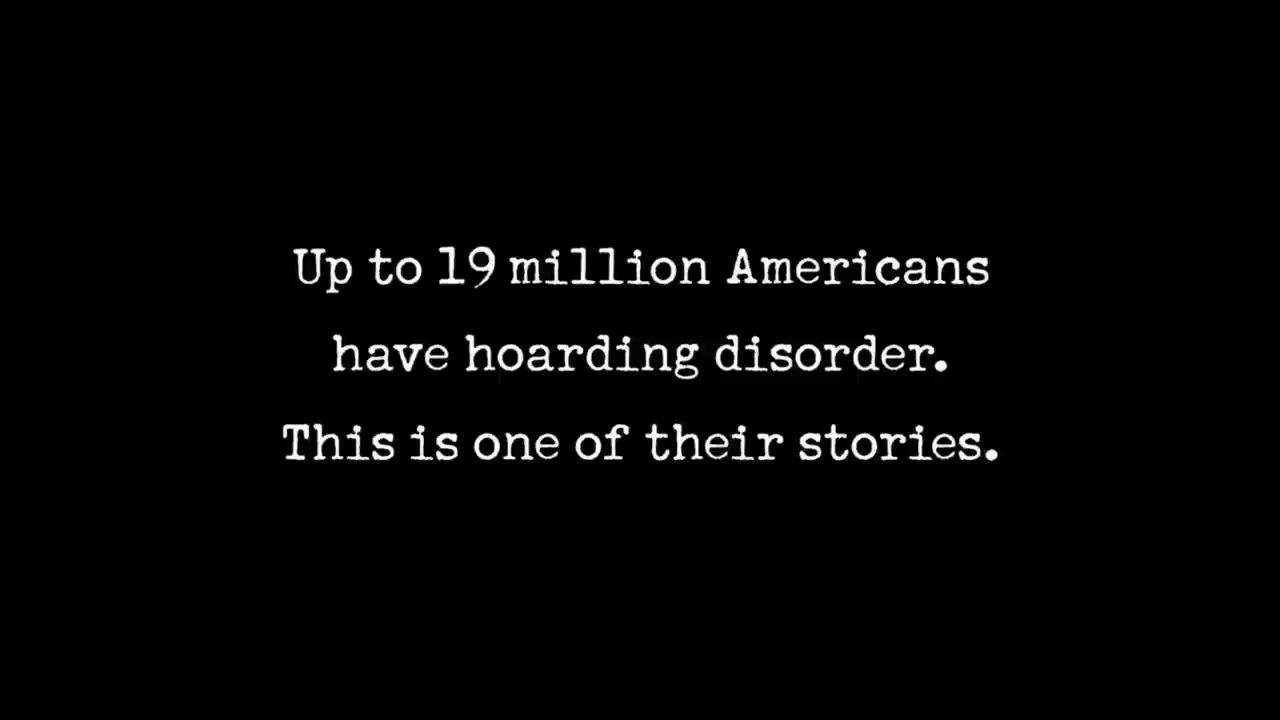 Up to 19 million Americans
have hoarding disorder.
This is one of their stories.